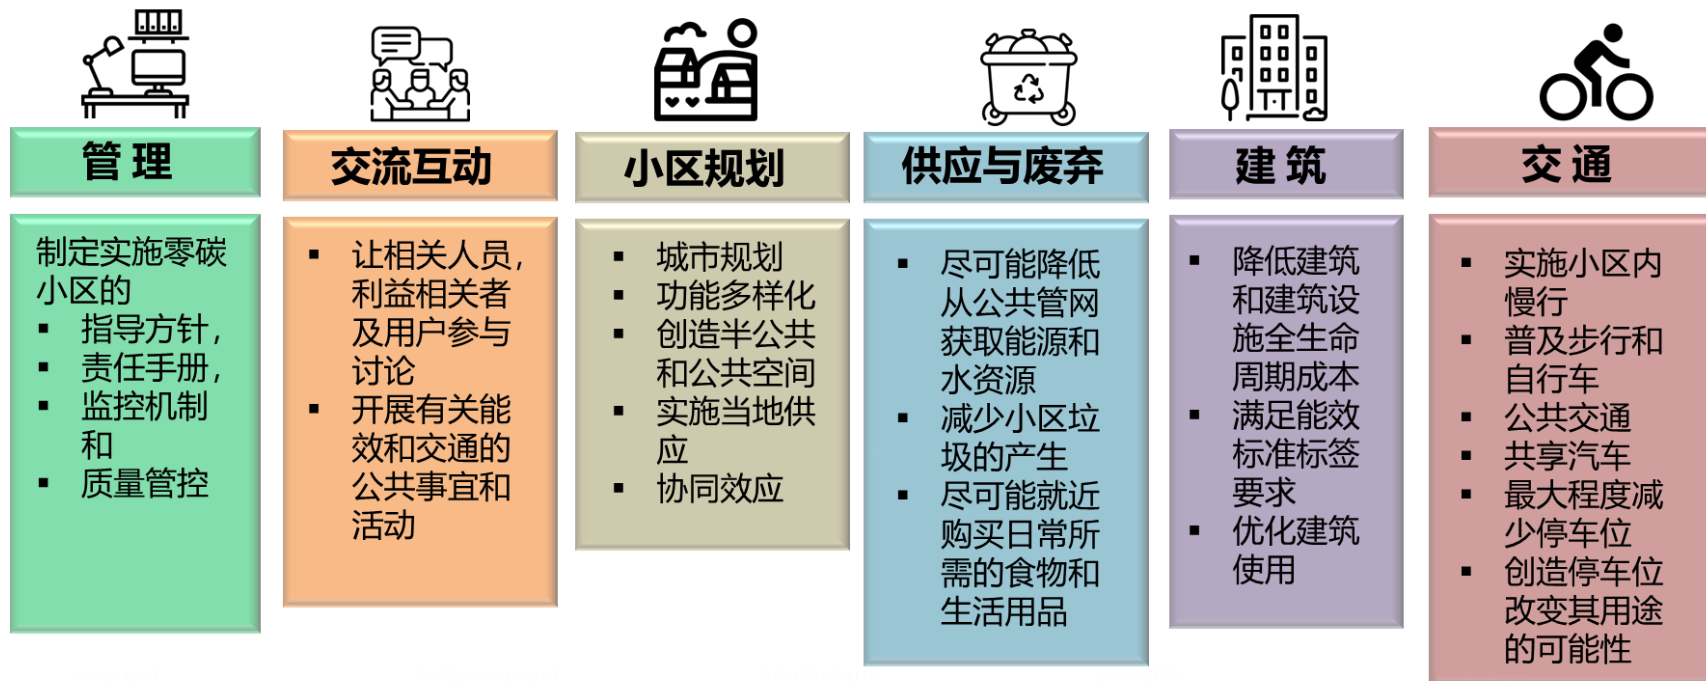 管理
制定实施零碳
小区的
▪ 指导方针，
▪ 责任手册，
▪ 监控机制
和
▪ 质量管控
交流互动
▪ 让相关人员，
利益相关者
及用户参与
讨论
▪ 开展有关能
效和交通的
公共事宜和
活动
小区规划
▪ 城市规划
▪ 功能多样化
▪ 创造半公共
和公共空间
▪ 实施当地供
应
▪ 协同效应
供应与废弃
▪ 尽可能降低
从公共管网
获取能源和
水资源
▪ 减少小区垃
圾的产生
▪ 尽可能就近
购买日常所
需的食物和
生活用品
建筑
▪ 降低建筑
和建筑设
施全生命
周期成本
▪ 满足能效
标准标签
要求
▪ 优化建筑
使用
交通
▪ 实施小区内
慢行
▪ 普及步行和
自行车
▪ 公共交通
▪ 共享汽车
▪ 最大程度减
少停车位
▪ 创造停车位
改变其用途
的可能性